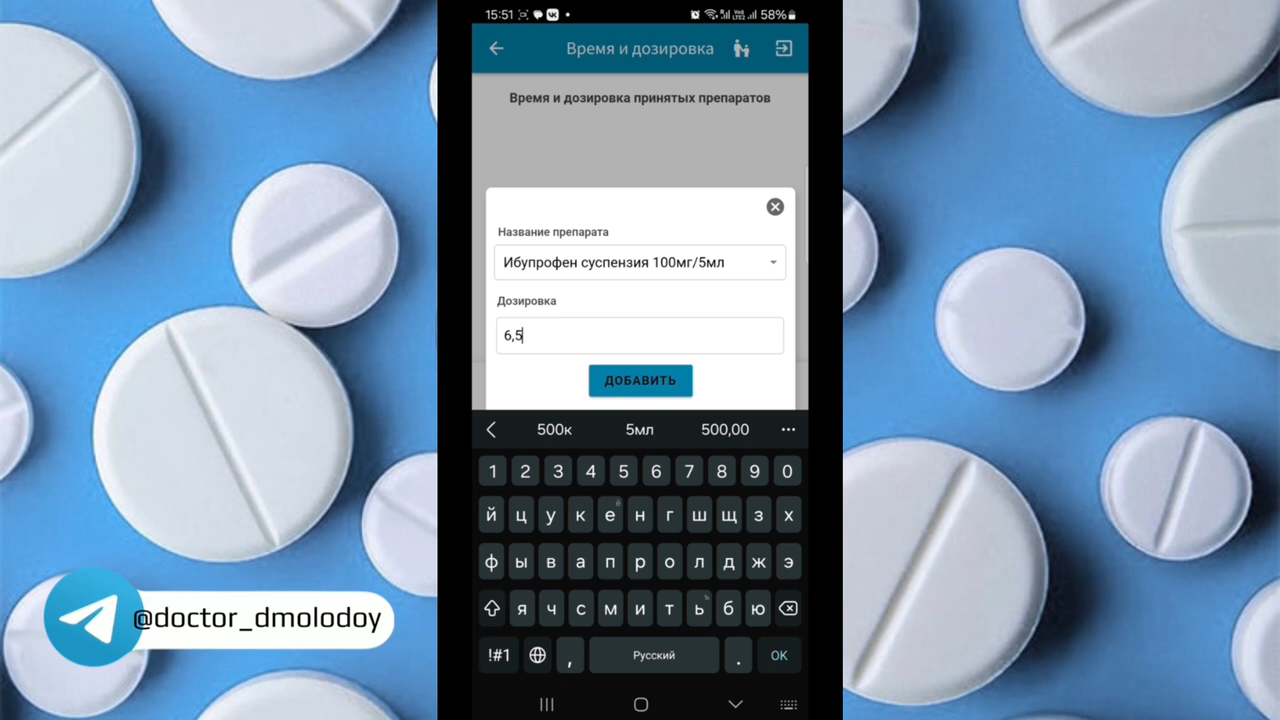 15:51 58%
Время и дозировка
Время и дозировка принятых препаратов
Название препарата
Ибупрофен суспензия 100мг/5мл
Дозировка
6,5
ДОБАВИТЬ
500к 5мл 500,00 ...
1 2 3 4 5 6 7 8 9 0
й ц у к е н г ш щ з х
ф ы в а п р о л д ж э
я ч с м и т ь б ю
!#1 , Русский . OK
@doctor_dmolodoy